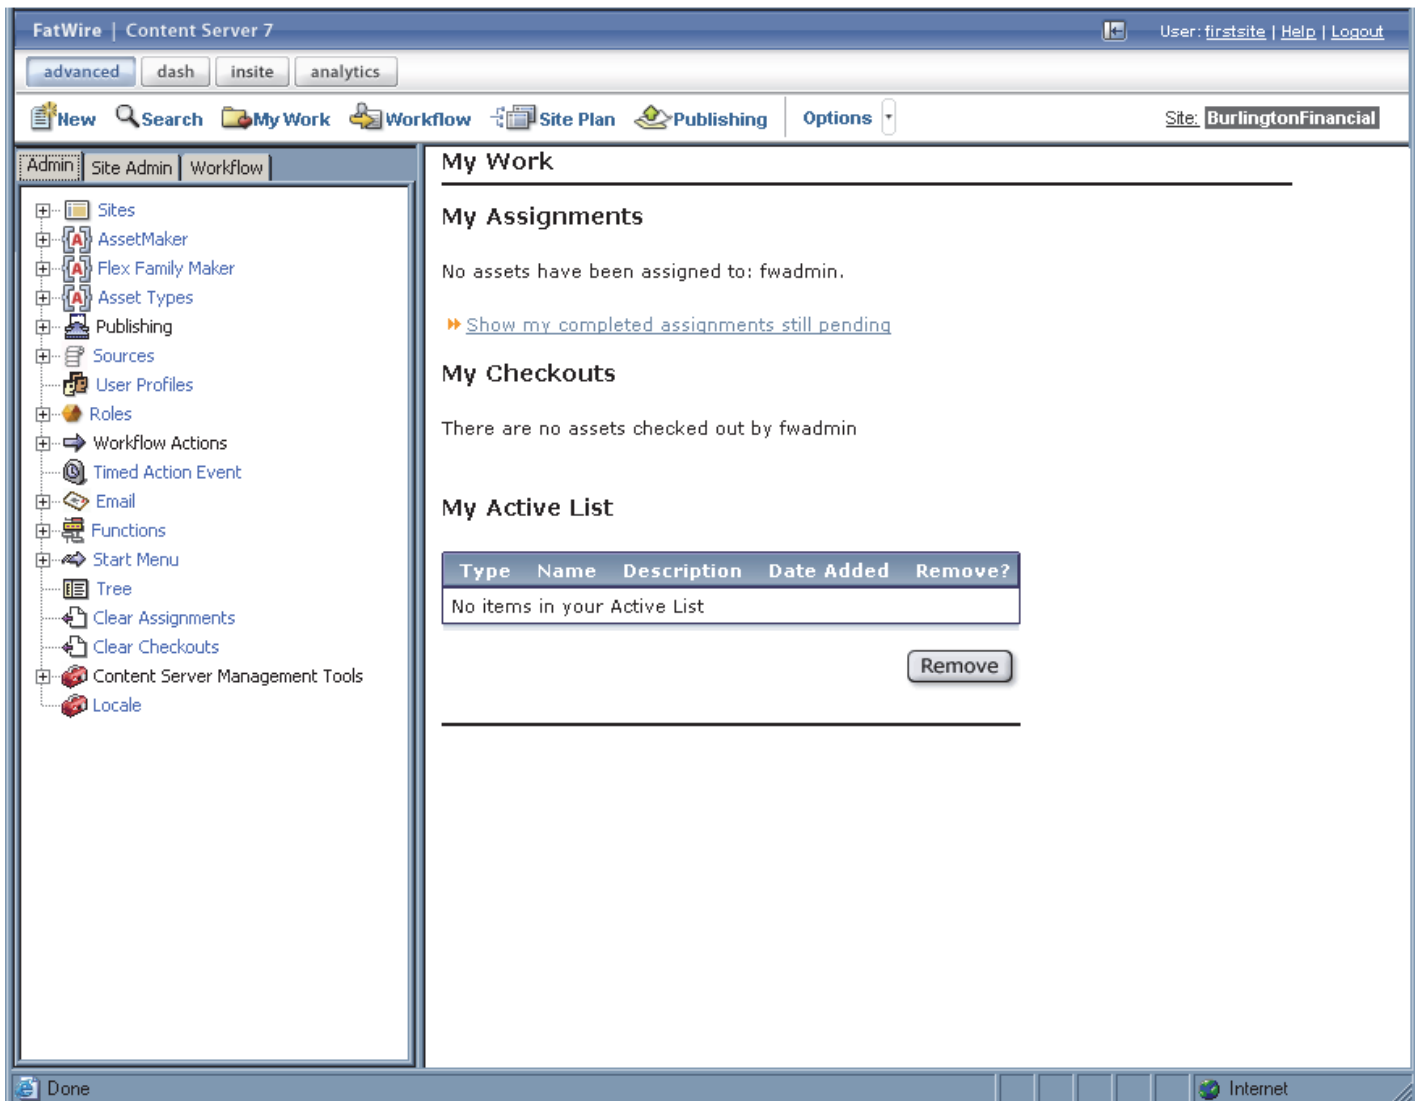 FatWire | Content Server 7
User: firstsite | Help | Logout
advanced dash insite analytics
New Search My Work Workflow Site Plan Publishing Options Site: BurlingtonFinancial
Admin Site Admin Workflow
Sites
AssetMaker
Flex Family Maker
Asset Types
Publishing
Sources
User Profiles
Roles
Workflow Actions
Timed Action Event
Email
Functions
Start Menu
Tree
Clear Assignments
Clear Checkouts
Content Server Management Tools
Locale
My Work
My Assignments
No assets have been assigned to: fwadmin.
Show my completed assignments still pending
My Checkouts
There are no assets checked out by fwadmin
My Active List
Type Name Description Date Added Remove?
No items in your Active List
Remove
Done
Internet